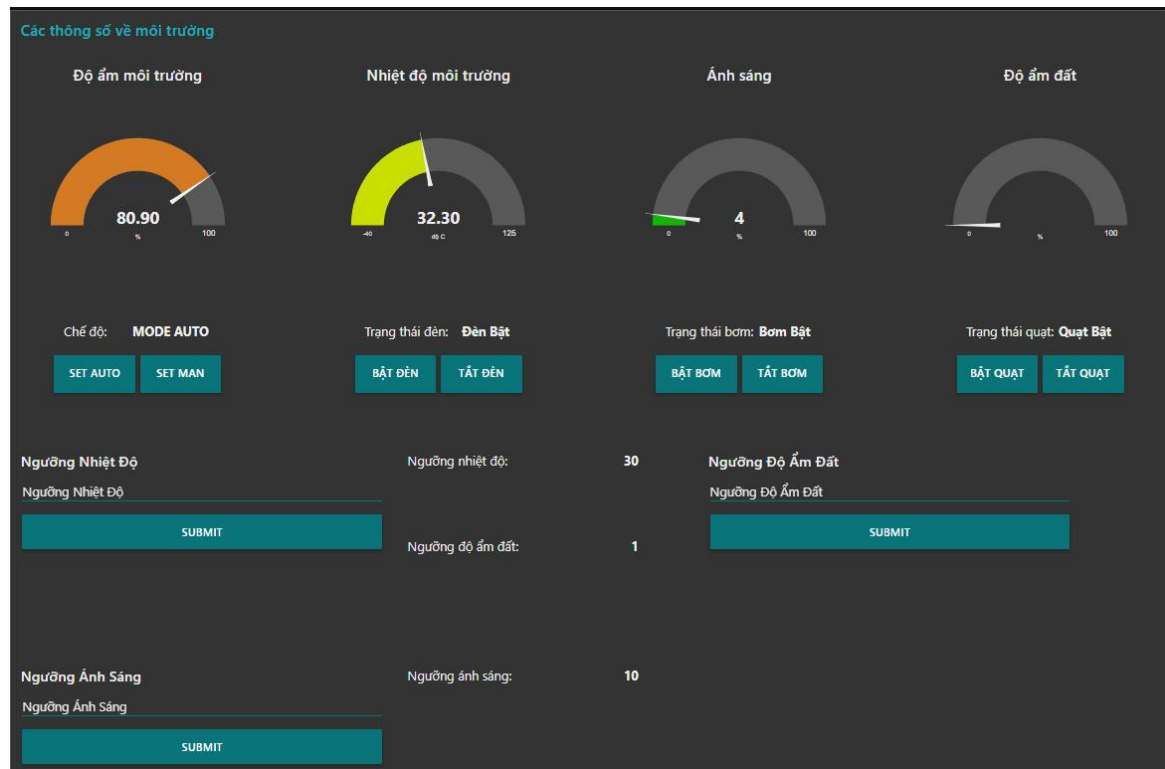 Các thông số về môi trường
Độ ẩm môi trường
Nhiệt độ môi trường
Ánh sáng
Độ ẩm đất
80.90
0 % 100
32.30
-40 độ C 125
4
0 % 100
0 % 100
Chế độ: MODE AUTO
Trạng thái đèn: Đèn Bật
Trạng thái bơm: Bơm Bật
Trạng thái quạt: Quạt Bật
SET AUTO SET MAN
BẬT ĐÈN TẮT ĐÈN
BẬT BƠM TẮT BƠM
BẬT QUẠT TẮT QUẠT
Ngưỡng Nhiệt Độ
Ngưỡng Nhiệt Độ
SUBMIT
Ngưỡng nhiệt độ: 30
Ngưỡng độ ẩm đất: 1
Ngưỡng Độ Ẩm Đất
Ngưỡng Độ Ẩm Đất
SUBMIT
Ngưỡng Ánh Sáng
Ngưỡng Ánh Sáng
SUBMIT
Ngưỡng ánh sáng: 10